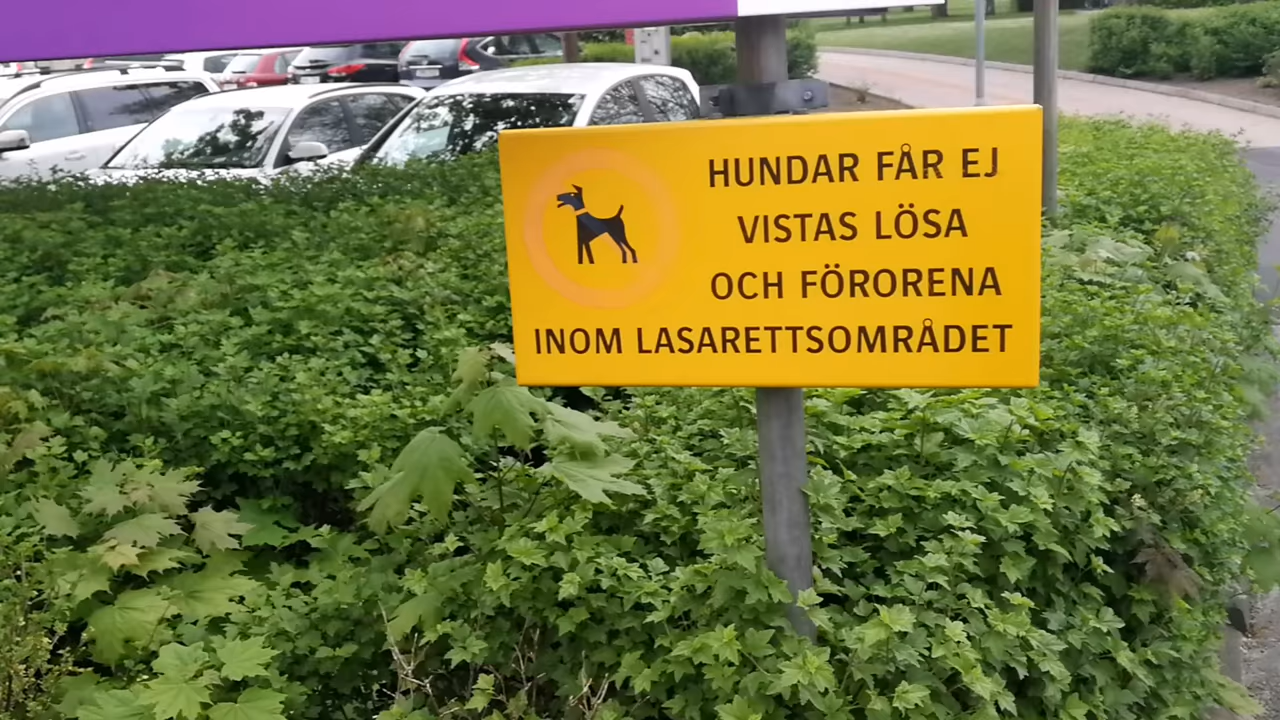 HUNDAR FÅR EJ
VISTAS LÖSA
OCH FÖRORENA
INOM LASARETTSOMRÅDET